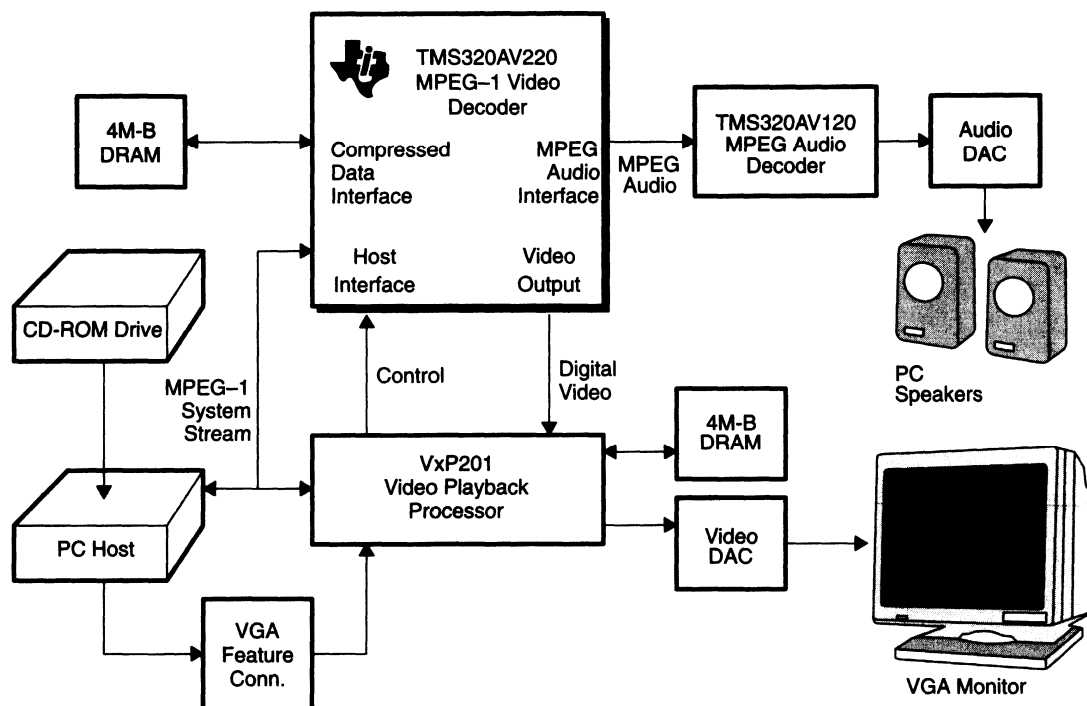 TMS320AV220
MPEG–1 Video
Decoder
4M-B
DRAM
Compressed
Data
Interface
MPEG
Audio
Interface
MPEG
Audio
TMS320AV120
MPEG Audio
Decoder
Audio
DAC
Host
Interface
Video
Output
CD-ROM Drive
PC
Speakers
MPEG–1
System
Stream
Control
Digital
Video
4M-B
DRAM
VxP201
Video Playback
Processor
PC Host
Video
DAC
VGA
Feature
Conn.
VGA Monitor